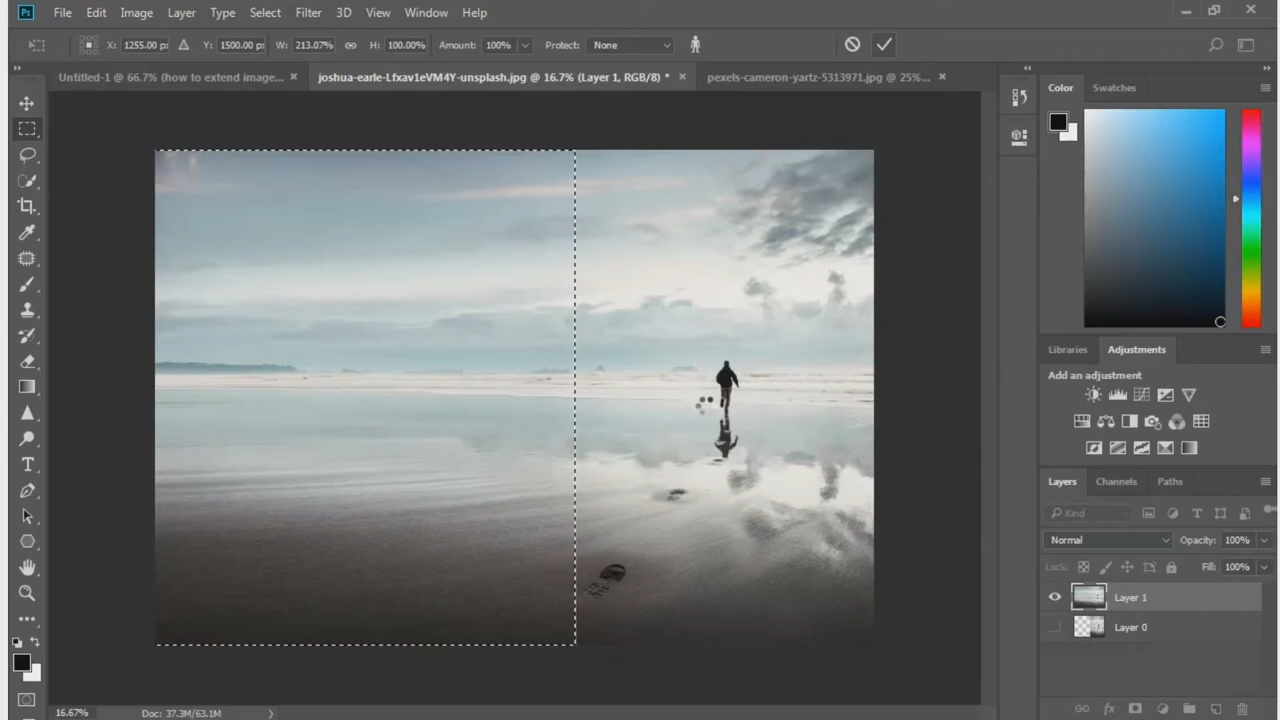 Ps File Edit Image Layer Type Select Filter 3D View Window Help
X: 1255.00 px Y: 1500.00 px W: 213.07% H: 100.00% Amount: 100% Protect: None
Untitled-1 @ 66.7% (how to extend image... × joshua-earle-Lfxav1eVM4Y-unsplash.jpg @ 16.7% (Layer 1, RGB/8) * × pexels-cameron-yartz-5313971.jpg @ 25%... ×
Color Swatches
Libraries Adjustments
Add an adjustment
Layers Channels Paths
Kind
Normal Opacity: 100%
Lock: Fill: 100%
Layer 1
Layer 0
16.67% Doc: 37.3M/63.1M